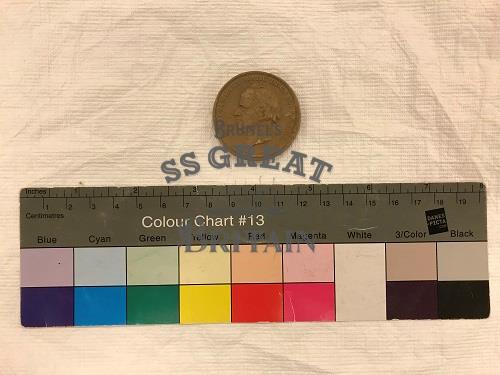 BRUNEL'S
SS GREAT
BRITAIN
Inches 1 2 3 4 5 6 7
Centimetres 1 2 3 4 5 6 7 8 9 10 11 12 13 14 15 16 17 18 19
Colour Chart #13
DANES
PICTA
Blue Cyan Green Yellow Red Magenta White 3/Color Black